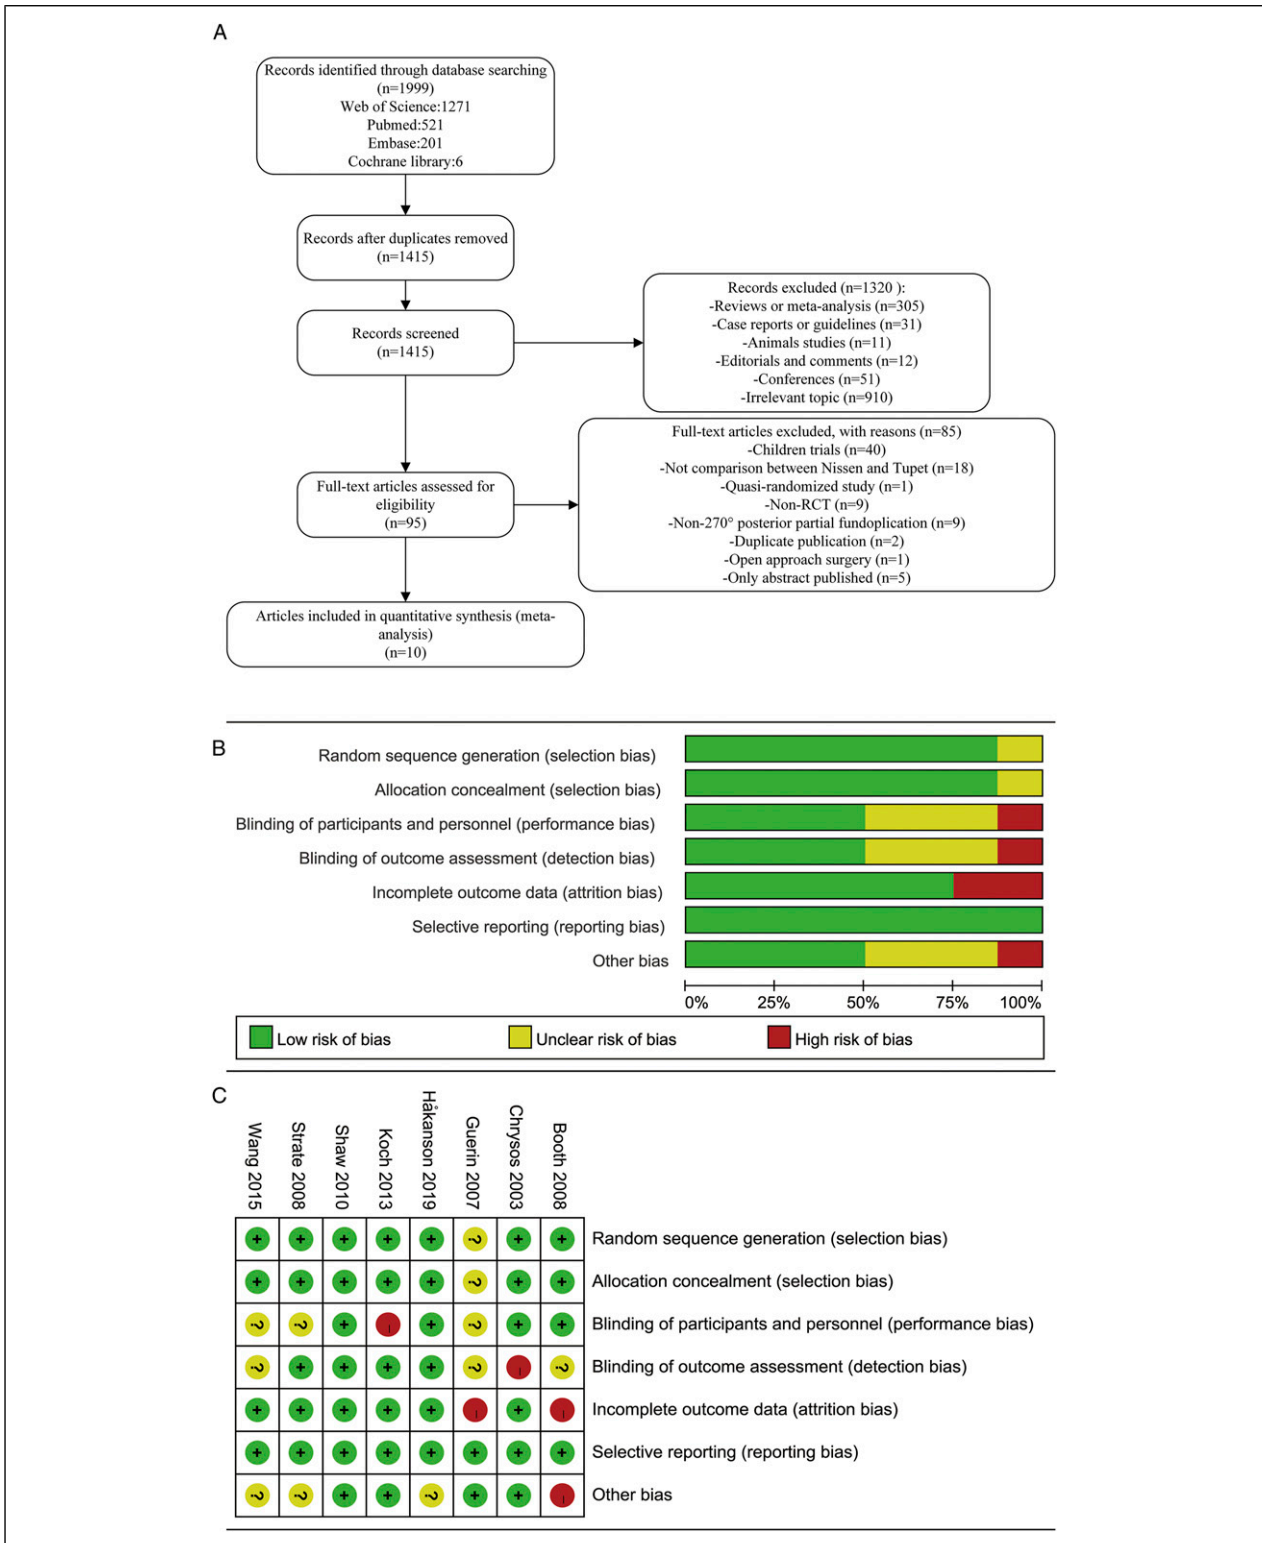 A
Records identified through database searching
(n=1999)
Web of Science:1271
Pubmed:521
Embase:201
Cochrane library:6
Records after duplicates removed
(n=1415)
Records screened
(n=1415)
Records excluded (n=1320 ):
-Reviews or meta-analysis (n=305)
-Case reports or guidelines (n=31)
-Animals studies (n=11)
-Editorials and comments (n=12)
-Conferences (n=51)
-Irrelevant topic (n=910)
Full-text articles assessed for
eligibility
(n=95)
Full-text articles excluded, with reasons (n=85)
-Children trials (n=40)
-Not comparison between Nissen and Tupet (n=18)
-Quasi-randomized study (n=1)
-Non-RCT (n=9)
-Non-270° posterior partial fundoplication (n=9)
-Duplicate publication (n=2)
-Open approach surgery (n=1)
-Only abstract published (n=5)
Articles included in quantitative synthesis (meta-
analysis)
(n=10)
B
Random sequence generation (selection bias)
Allocation concealment (selection bias)
Blinding of participants and personnel (performance bias)
Blinding of outcome assessment (detection bias)
Incomplete outcome data (attrition bias)
Selective reporting (reporting bias)
Other bias
0% 25% 50% 75% 100%
Low risk of bias Unclear risk of bias High risk of bias
C
Wang 2015
Strate 2008
Shaw 2010
Koch 2013
Håkanson 2019
Guerin 2007
Chrysos 2003
Booth 2008
+ + + + + ? + + Random sequence generation (selection bias)
+ + + + + ? + + Allocation concealment (selection bias)
? ? + – + ? + + Blinding of participants and personnel (performance bias)
? + + + + ? – ? Blinding of outcome assessment (detection bias)
+ + + + + – + – Incomplete outcome data (attrition bias)
+ + + + + + + + Selective reporting (reporting bias)
? ? + + ? + + – Other bias